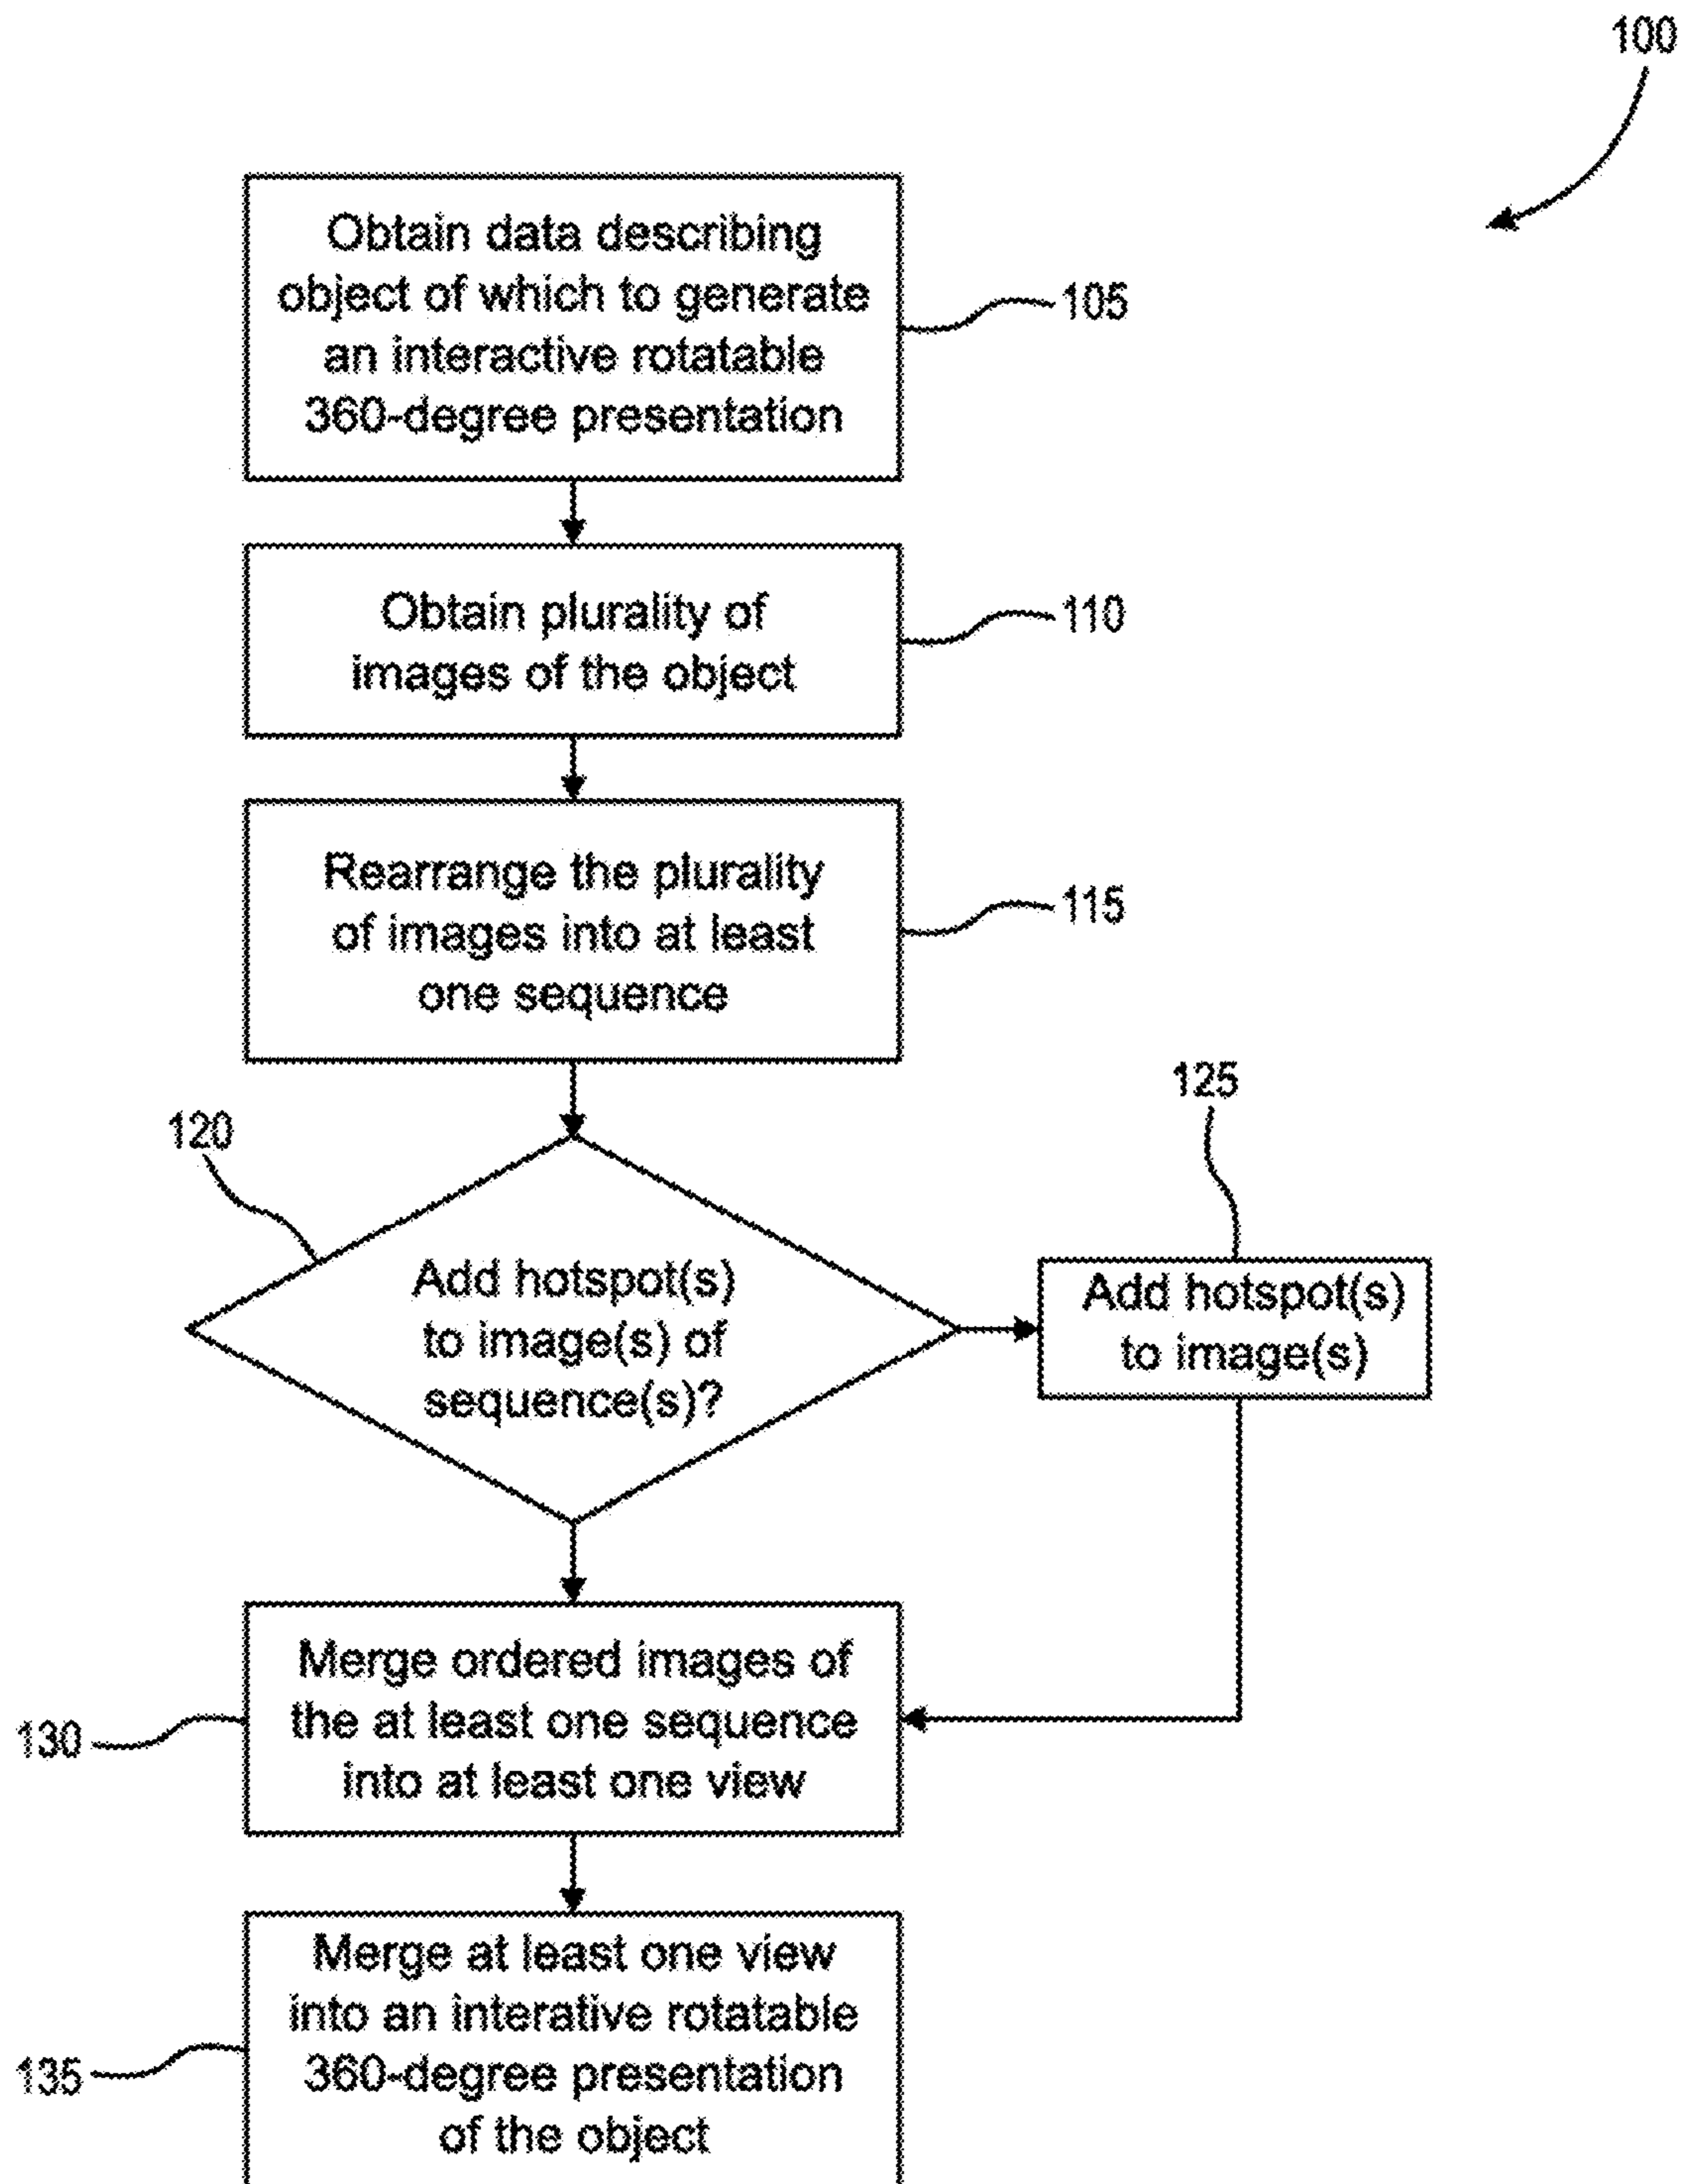 100
Obtain data describing
object of which to generate
an interactive rotatable
360-degree presentation
105
Obtain plurality of
images of the object
110
Rearrange the plurality
of images into at least
one sequence
115
120
Add hotspot(s)
to image(s) of
sequence(s)?
125
Add hotspot(s)
to image(s)
Merge ordered images of
the at least one sequence
into at least one view
130
Merge at least one view
into an interative rotatable
360-degree presentation
of the object
135